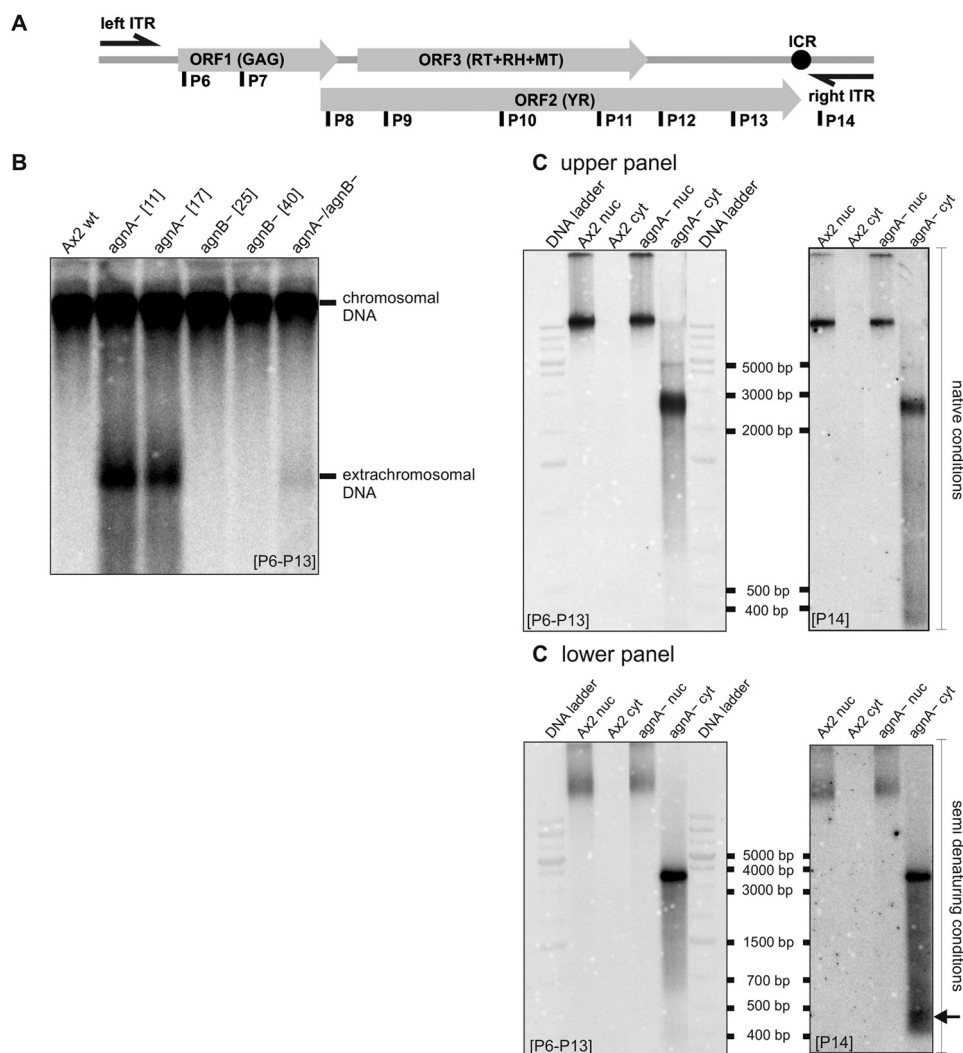 A
left ITR
ORF1 (GAG)
ORF3 (RT+RH+MT)
ICR
P6
P7
right ITR
ORF2 (YR)
P8
P9
P10
P11
P12
P13
P14
B
Ax2 wt
agnA− [11]
agnA− [17]
agnB− [25]
agnB− [40]
agnA−/agnB−
chromosomal
DNA
extrachromosomal
DNA
[P6-P13]
C upper panel
DNA ladder
Ax2 nuc
Ax2 cyt
agnA− nuc
agnA− cyt
DNA ladder
Ax2 nuc
Ax2 cyt
agnA− nuc
agnA− cyt
5000 bp
3000 bp
2000 bp
500 bp
400 bp
[P6-P13]
[P14]
native conditions
C lower panel
DNA ladder
Ax2 nuc
Ax2 cyt
agnA− nuc
agnA− cyt
DNA ladder
Ax2 nuc
Ax2 cyt
agnA− nuc
agnA− cyt
5000 bp
4000 bp
3000 bp
1500 bp
700 bp
500 bp
400 bp
[P6-P13]
[P14]
semi denaturing conditions